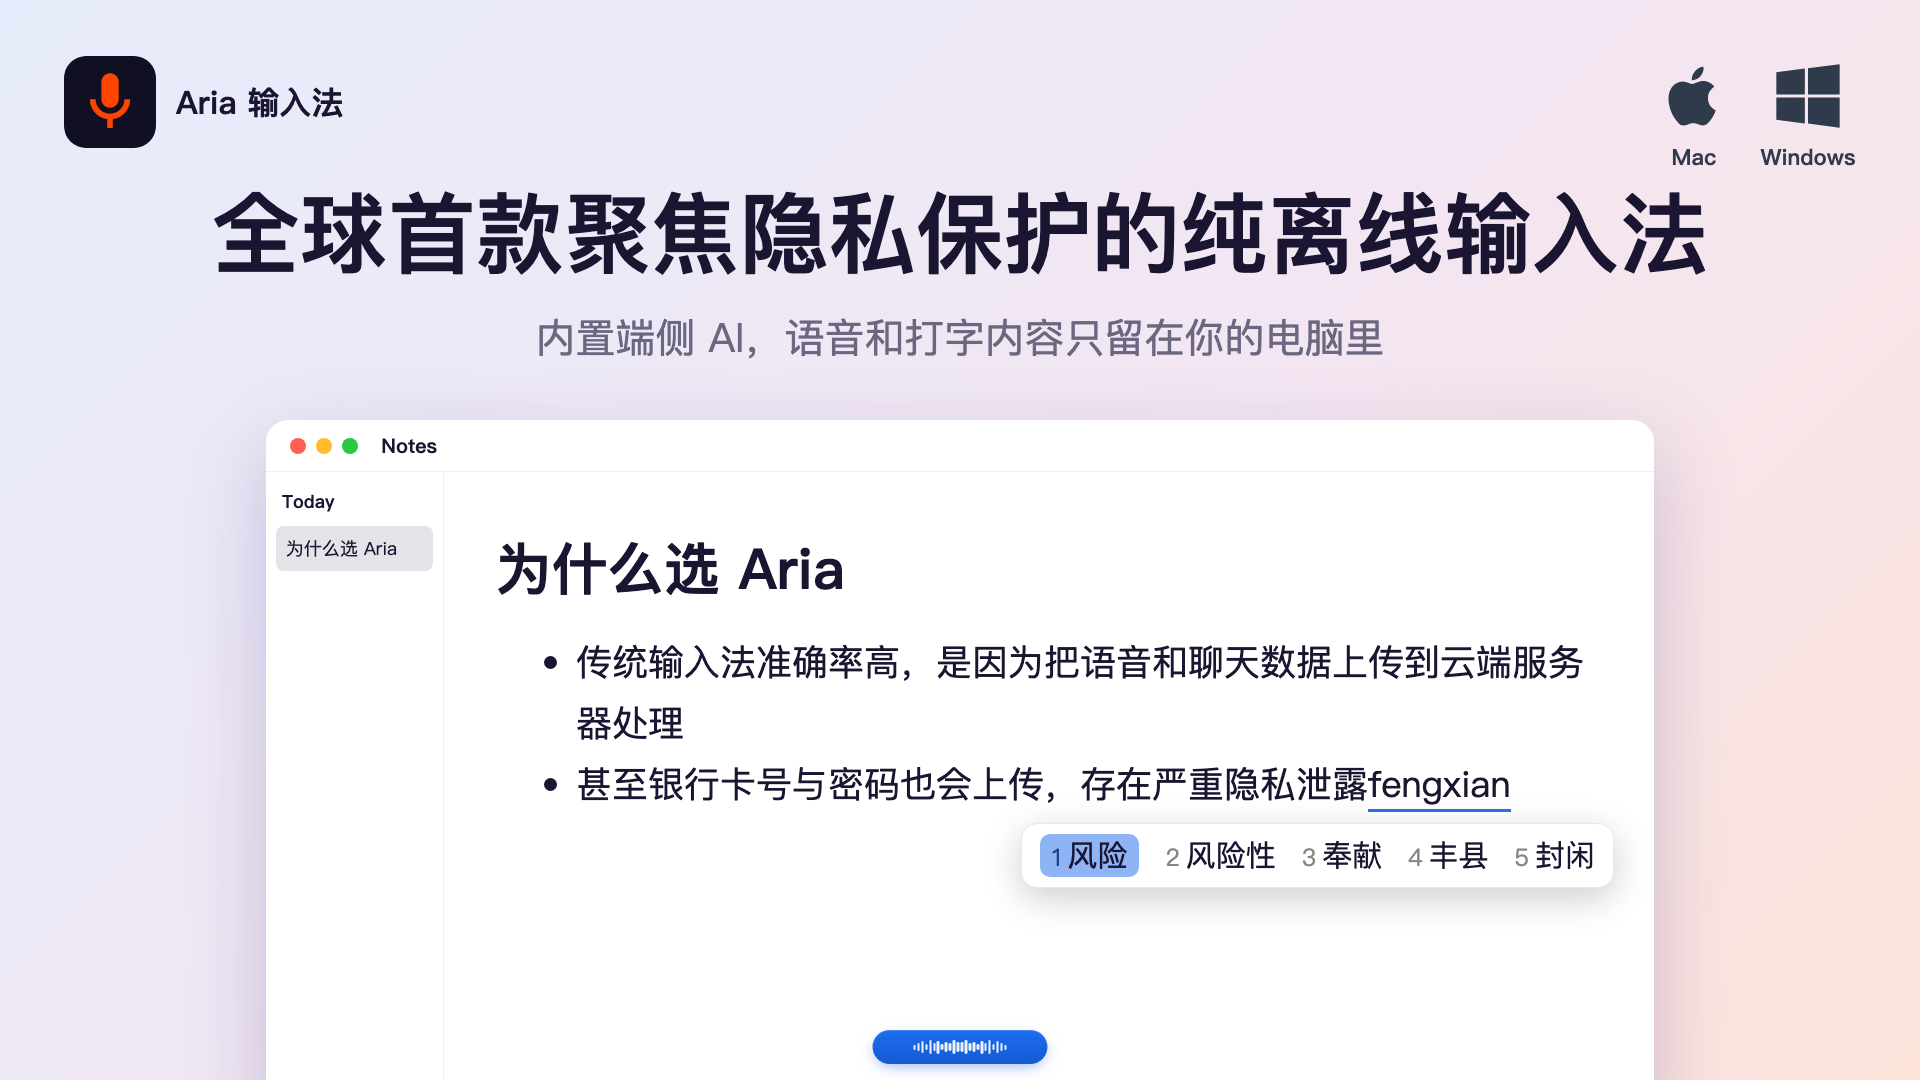 Aria 输入法
Mac
Windows
全球首款聚焦隐私保护的纯离线输入法
内置端侧 AI，语音和打字内容只留在你的电脑里
Notes
Today
为什么选 Aria
为什么选 Aria
• 传统输入法准确率高，是因为把语音和聊天数据上传到云端服务
器处理
• 甚至银行卡号与密码也会上传，存在严重隐私泄露fengxian
1 风险 2 风险性 3 奉献 4 丰县 5 封闲